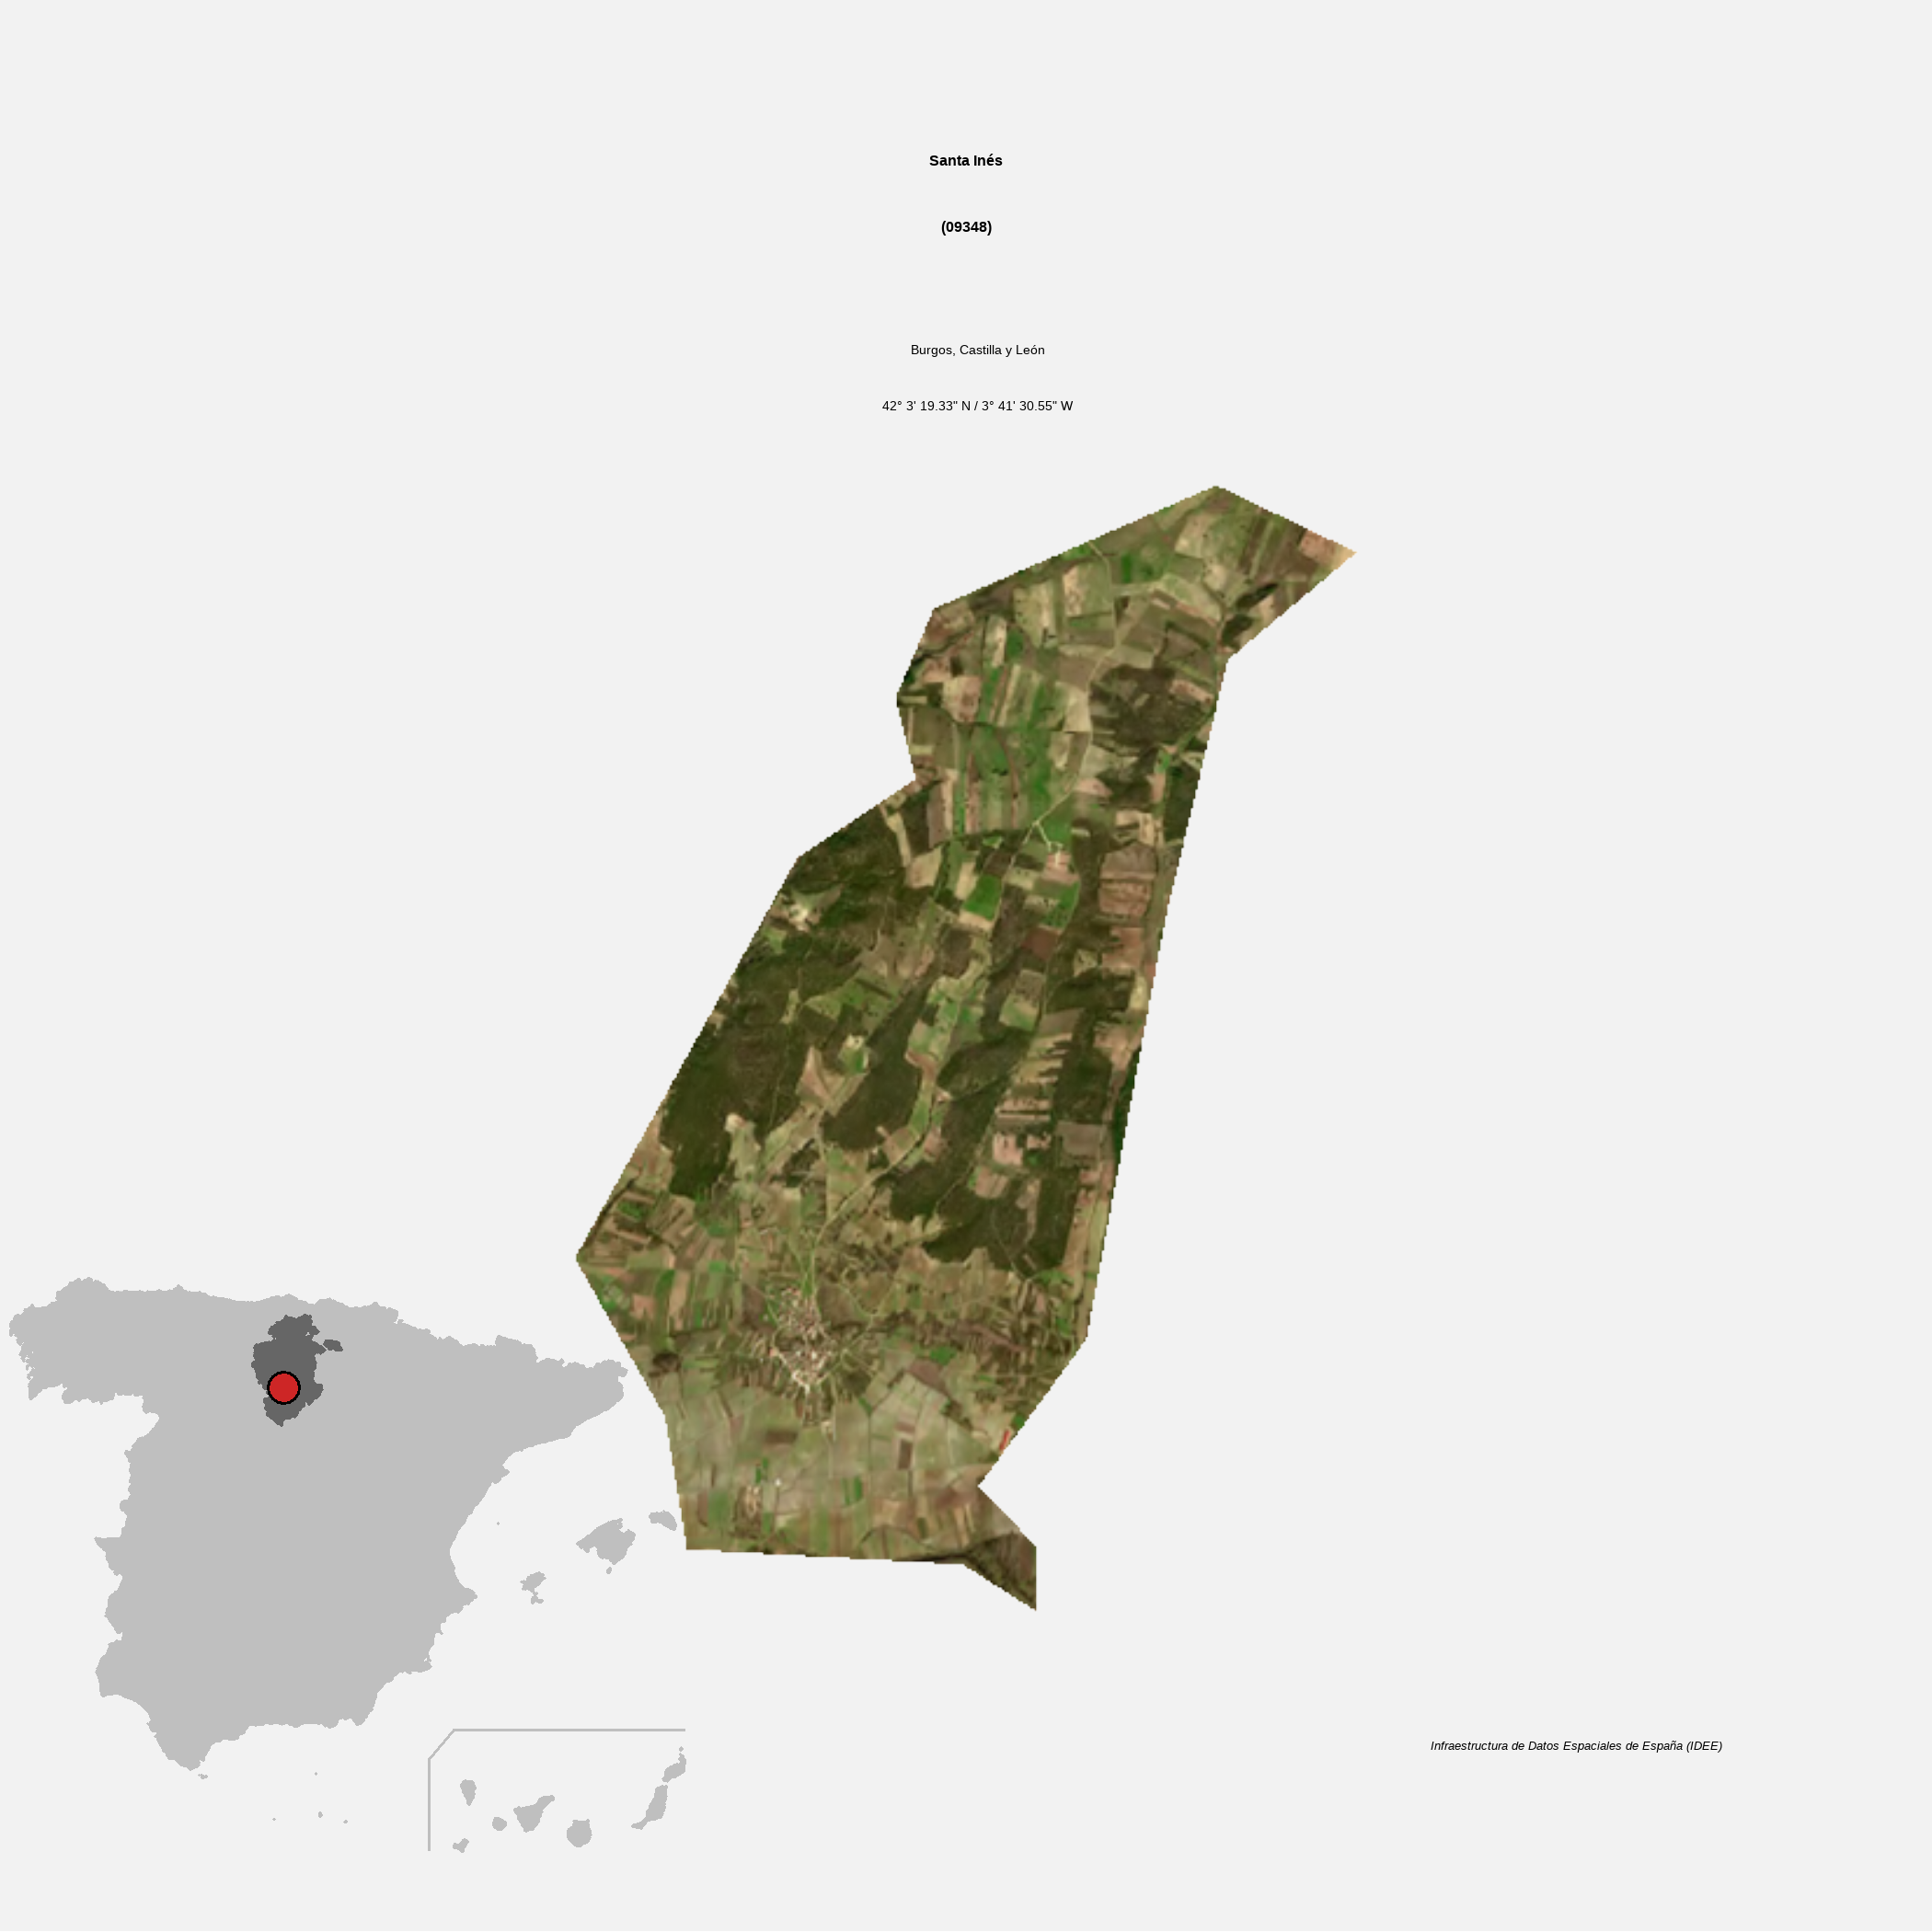 Santa Inés
(09348)
Burgos, Castilla y León
42° 3' 19.33" N / 3° 41' 30.55" W
Infraestructura de Datos Espaciales de España (IDEE)